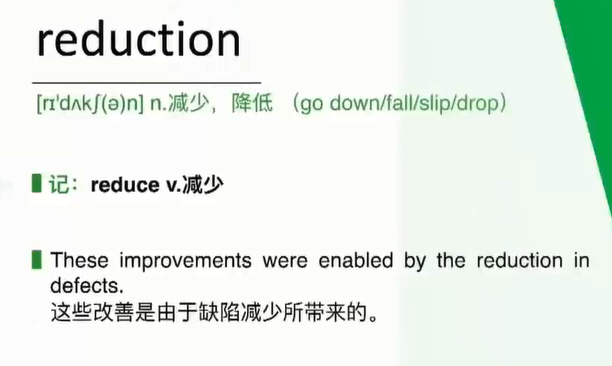 reduction
[rɪ'dʌkʃ(ə)n] n.减少，降低 （go down/fall/slip/drop）
记：reduce v.减少
These improvements were enabled by the reduction in
defects.
这些改善是由于缺陷减少所带来的。